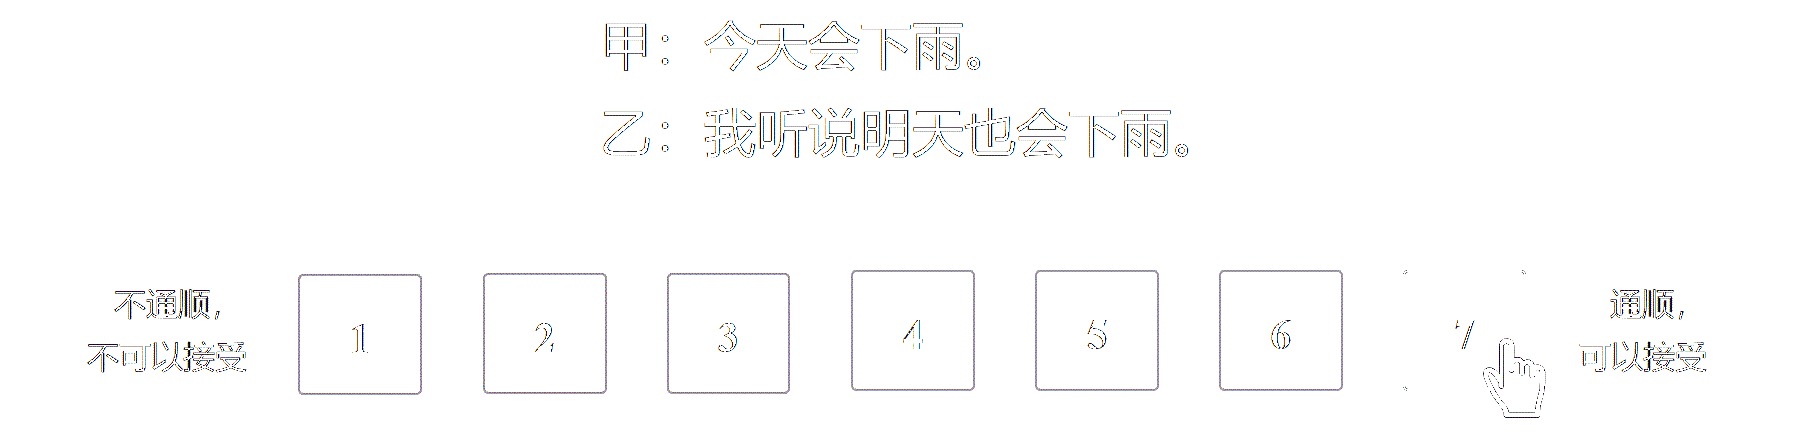 甲：今天会下雨。
乙：我听说明天也会下雨。
不通顺，
不可以接受
1 2 3 4 5 6 7
通顺，
可以接受